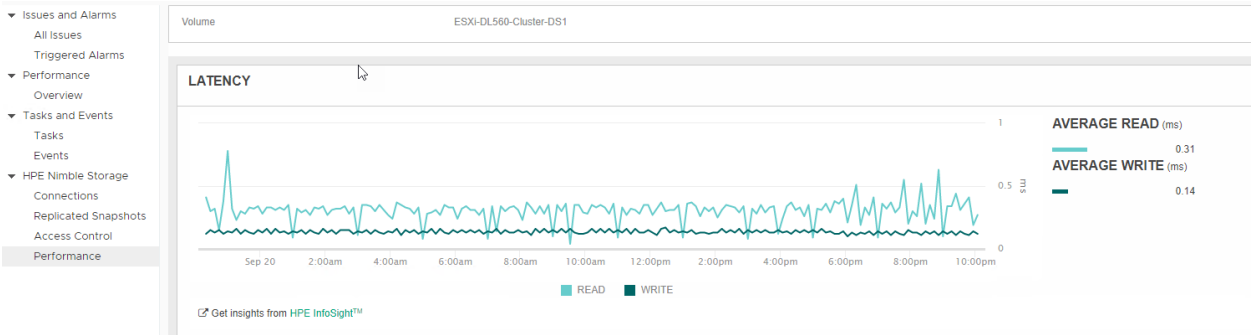 Issues and Alarms
All Issues
Triggered Alarms
Performance
Overview
Tasks and Events
Tasks
Events
HPE Nimble Storage
Connections
Replicated Snapshots
Access Control
Performance
Volume ESXi-DL560-Cluster-DS1
LATENCY
1
0.5
0
ms
Sep 20 2:00am 4:00am 6:00am 8:00am 10:00am 12:00pm 2:00pm 4:00pm 6:00pm 8:00pm 10:00pm
READ WRITE
AVERAGE READ (ms)
0.31
AVERAGE WRITE (ms)
0.14
Get insights from HPE InfoSight™